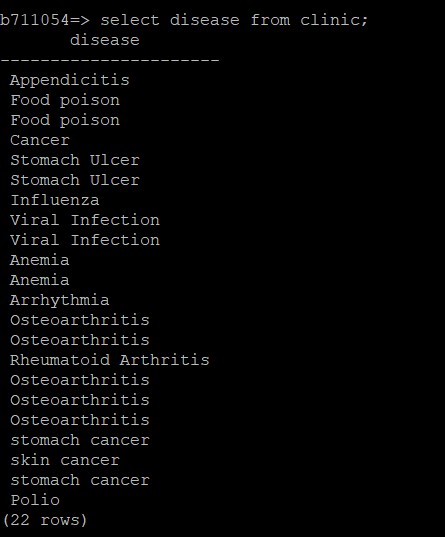 b711054=> select disease from clinic;
disease
----------------------
Appendicitis
Food poison
Food poison
Cancer
Stomach Ulcer
Stomach Ulcer
Influenza
Viral Infection
Viral Infection
Anemia
Anemia
Arrhythmia
Osteoarthritis
Osteoarthritis
Rheumatoid Arthritis
Osteoarthritis
Osteoarthritis
Osteoarthritis
stomach cancer
skin cancer
stomach cancer
Polio
(22 rows)